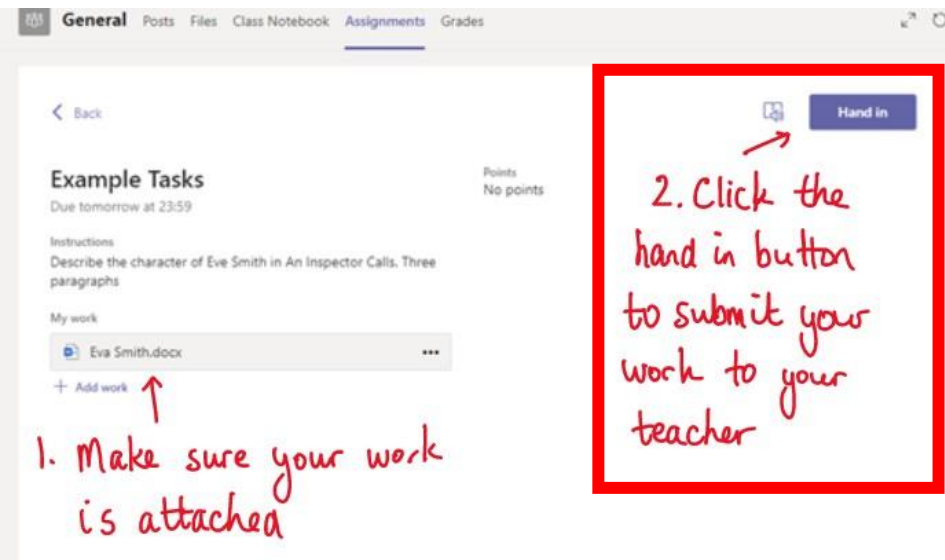 General Posts Files Class Notebook Assignments Grades
Back
Hand in
Example Tasks
Due tomorrow at 23:59
Points
No points
Instructions
Describe the character of Eve Smith in An Inspector Calls. Three
paragraphs
My work
Eva Smith.docx
+ Add work
1. Make sure your work
is attached
2. Click the
hand in button
to submit your
work to your
teacher